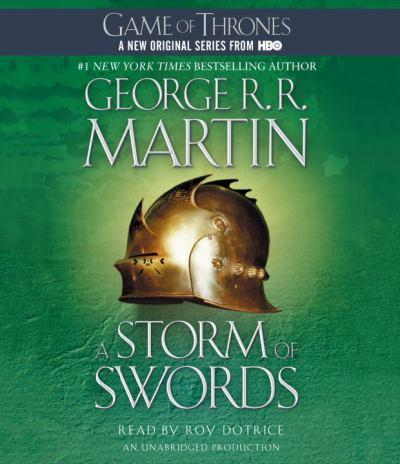 GAME OF THRONES
A NEW ORIGINAL SERIES FROM HBO
#1 NEW YORK TIMES BESTSELLING AUTHOR
GEORGE R. R.
MARTIN
A STORM OF
SWORDS
READ BY ROY DOTRICE
AN UNABRIDGED PRODUCTION